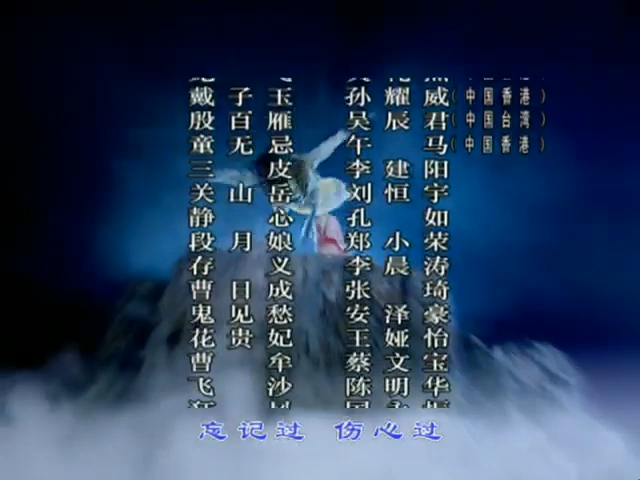 戴子玉 孙耀威(中国香港)
殷百雁 吴辰君(中国台湾)
童无忌 午马(中国香港)
三皮 李建阳
关山岳 刘恒宇
静心 孔如
段月娘 郑小荣
存义 李晨涛
曹日成 张琦
鬼见愁 安泽豪
花贵妃 王娅怡
曹牟 蔡文宝
飞沙 陈明华
忘记过 伤心过